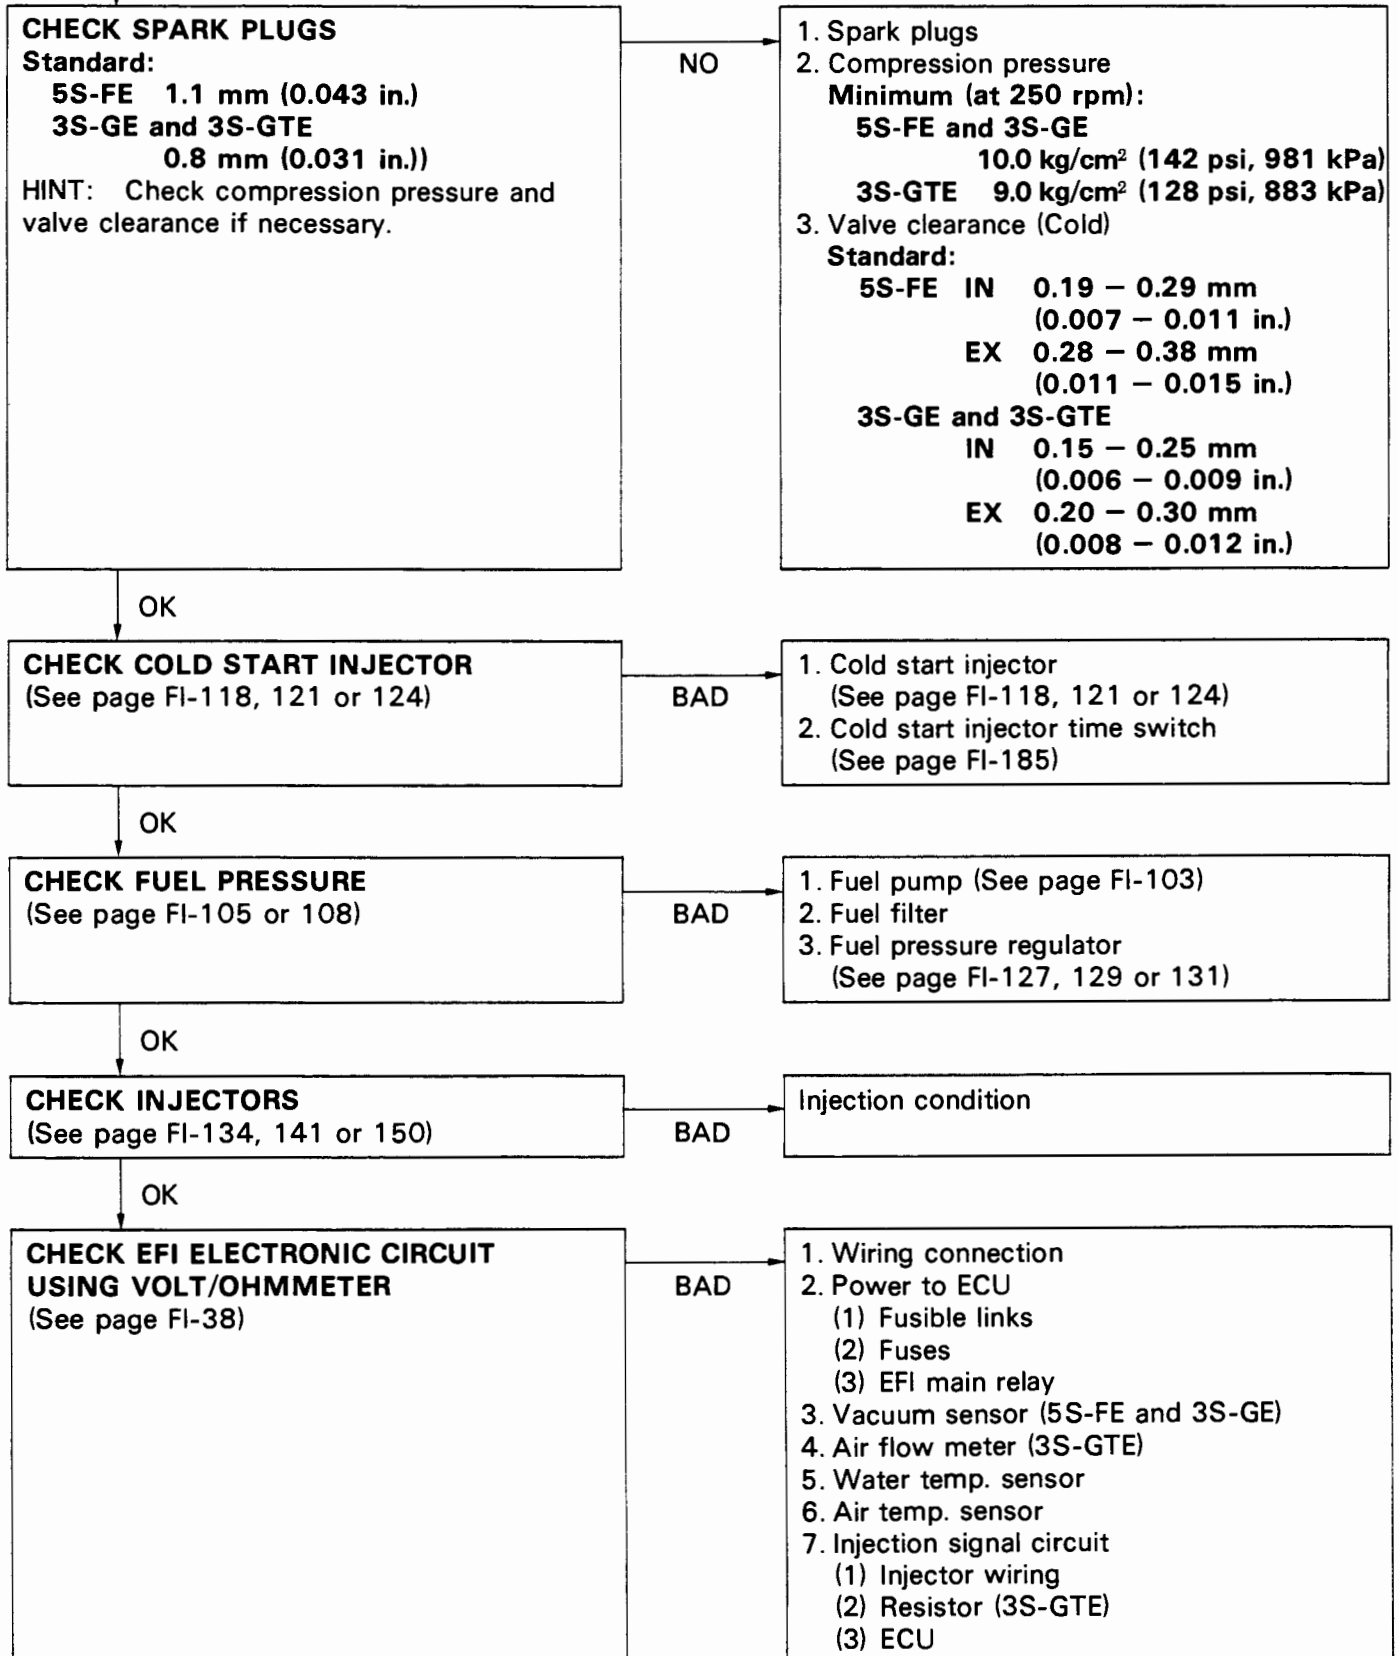 CHECK SPARK PLUGS
Standard:
5S-FE 1.1 mm (0.043 in.)
3S-GE and 3S-GTE
0.8 mm (0.031 in.))
HINT: Check compression pressure and
valve clearance if necessary.
NO
1. Spark plugs
2. Compression pressure
Minimum (at 250 rpm):
5S-FE and 3S-GE
10.0 kg/cm² (142 psi, 981 kPa)
3S-GTE 9.0 kg/cm² (128 psi, 883 kPa)
3. Valve clearance (Cold)
Standard:
5S-FE IN 0.19 — 0.29 mm
(0.007 — 0.011 in.)
EX 0.28 — 0.38 mm
(0.011 — 0.015 in.)
3S-GE and 3S-GTE
IN 0.15 — 0.25 mm
(0.006 — 0.009 in.)
EX 0.20 — 0.30 mm
(0.008 — 0.012 in.)
OK
CHECK COLD START INJECTOR
(See page FI-118, 121 or 124)
BAD
1. Cold start injector
(See page FI-118, 121 or 124)
2. Cold start injector time switch
(See page FI-185)
OK
CHECK FUEL PRESSURE
(See page FI-105 or 108)
BAD
1. Fuel pump (See page FI-103)
2. Fuel filter
3. Fuel pressure regulator
(See page FI-127, 129 or 131)
OK
CHECK INJECTORS
(See page FI-134, 141 or 150)
BAD
Injection condition
OK
CHECK EFI ELECTRONIC CIRCUIT
USING VOLT/OHMMETER
(See page FI-38)
BAD
1. Wiring connection
2. Power to ECU
(1) Fusible links
(2) Fuses
(3) EFI main relay
3. Vacuum sensor (5S-FE and 3S-GE)
4. Air flow meter (3S-GTE)
5. Water temp. sensor
6. Air temp. sensor
7. Injection signal circuit
(1) Injector wiring
(2) Resistor (3S-GTE)
(3) ECU